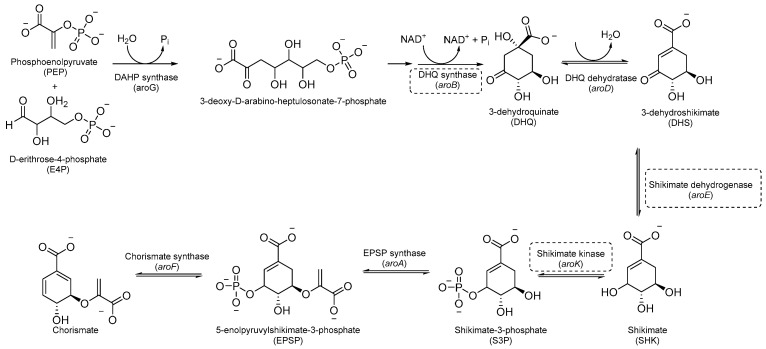 Phosphoenolpyruvate
(PEP)
+
D-erithrose-4-phosphate
(E4P)
H2O
Pi
DAHP synthase
(aroG)
3-deoxy-D-arabino-heptulosonate-7-phosphate
NAD+
NAD+ + Pi
DHQ synthase
(aroB)
3-dehydroquinate
(DHQ)
H2O
DHQ dehydratase
(aroD)
3-dehydroshikimate
(DHS)
Shikimate dehydrogenase
(aroE)
Shikimate
(SHK)
Shikimate kinase
(aroK)
Shikimate-3-phosphate
(S3P)
EPSP synthase
(aroA)
5-enolpyruvylshikimate-3-phosphate
(EPSP)
Chorismate synthase
(aroF)
Chorismate